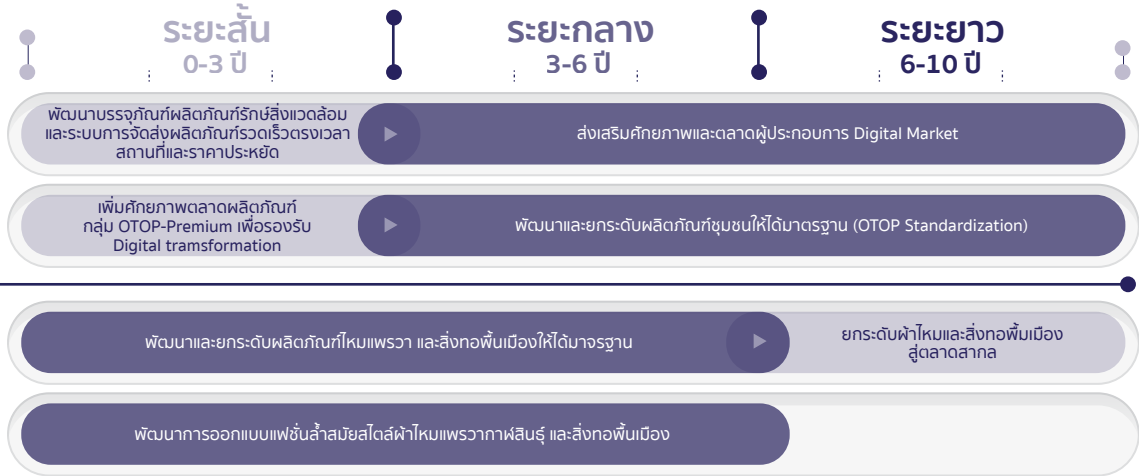 ระยะสั้น
0-3 ปี
ระยะกลาง
3-6 ปี
ระยะยาว
6-10 ปี
พัฒนาบรรจุภัณฑ์ผลิตภัณฑ์รักษ์สิ่งแวดล้อม
และระบบการจัดส่งผลิตภัณฑ์รวดเร็วตรงเวลา
สถานที่และราคาประหยัด
ส่งเสริมศักยภาพและตลาดผู้ประกอบการ Digital Market
เพิ่มศักยภาพตลาดผลิตภัณฑ์
กลุ่ม OTOP-Premium เพื่อรองรับ
Digital tramsformation
พัฒนาและยกระดับผลิตภัณฑ์ชุมชนให้ได้มาตรฐาน (OTOP Standardization)
พัฒนาและยกระดับผลิตภัณฑ์ไหมแพรวา และสิ่งทอพื้นเมืองให้ได้มาจรฐาน
ยกระดับผ้าไหมและสิ่งทอพื้มเมือง
สู่ตลาดสากล
พัฒนาการออกแบบแฟชั่นล้ำสมัยสไตล์ผ้าไหมแพรวากาฬสินธุ์ และสิ่งทอพื้นเมือง